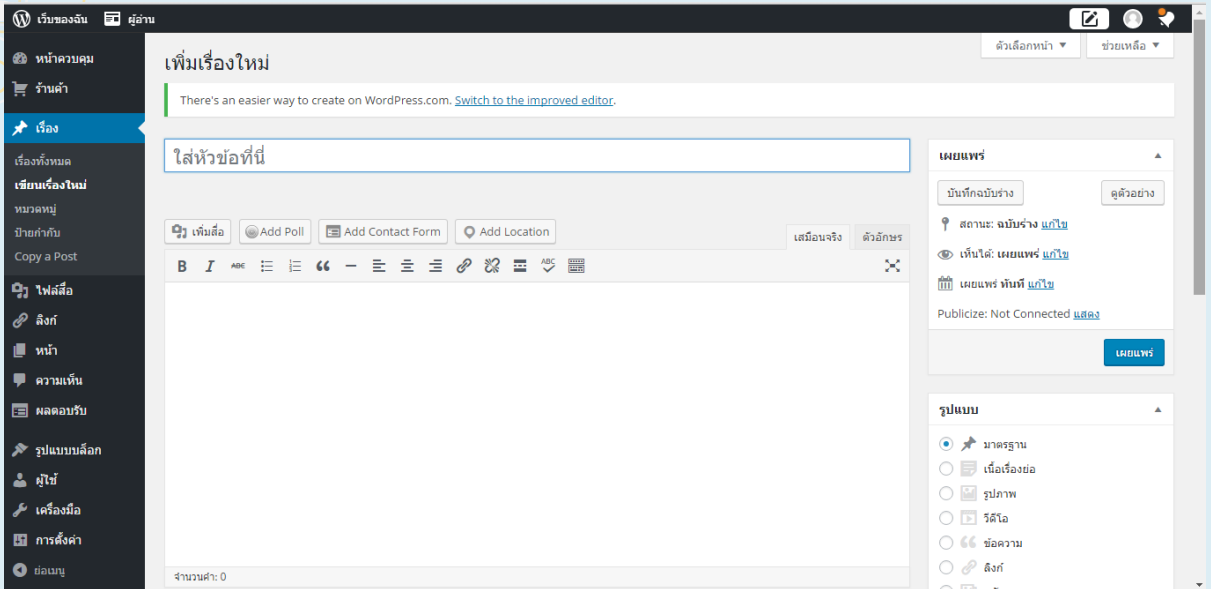 เว็บของฉัน ผู้อ่าน
หน้าควบคุม
ร้านค้า
เรื่อง
เรื่องทั้งหมด
เขียนเรื่องใหม่
หมวดหมู่
ป้ายกำกับ
Copy a Post
ไฟล์สื่อ
ลิงก์
หน้า
ความเห็น
ผลตอบรับ
รูปแบบบล็อก
ผู้ใช้
เครื่องมือ
การตั้งค่า
ย่อเมนู
ตัวเลือกหน้า ช่วยเหลือ
เพิ่มเรื่องใหม่
There's an easier way to create on WordPress.com. Switch to the improved editor.
ใส่หัวข้อที่นี่
เพิ่มสื่อ Add Poll Add Contact Form Add Location
เสมือนจริง ตัวอักษร
B I ABC ABC
จำนวนคำ: 0
เผยแพร่
บันทึกฉบับร่าง ดูตัวอย่าง
สถานะ: ฉบับร่าง แก้ไข
เห็นได้: เผยแพร่ แก้ไข
เผยแพร่ ทันที แก้ไข
Publicize: Not Connected แสดง
เผยแพร่
รูปแบบ
มาตรฐาน
เนื้อเรื่องย่อ
รูปภาพ
วีดีโอ
ข้อความ
ลิงก์